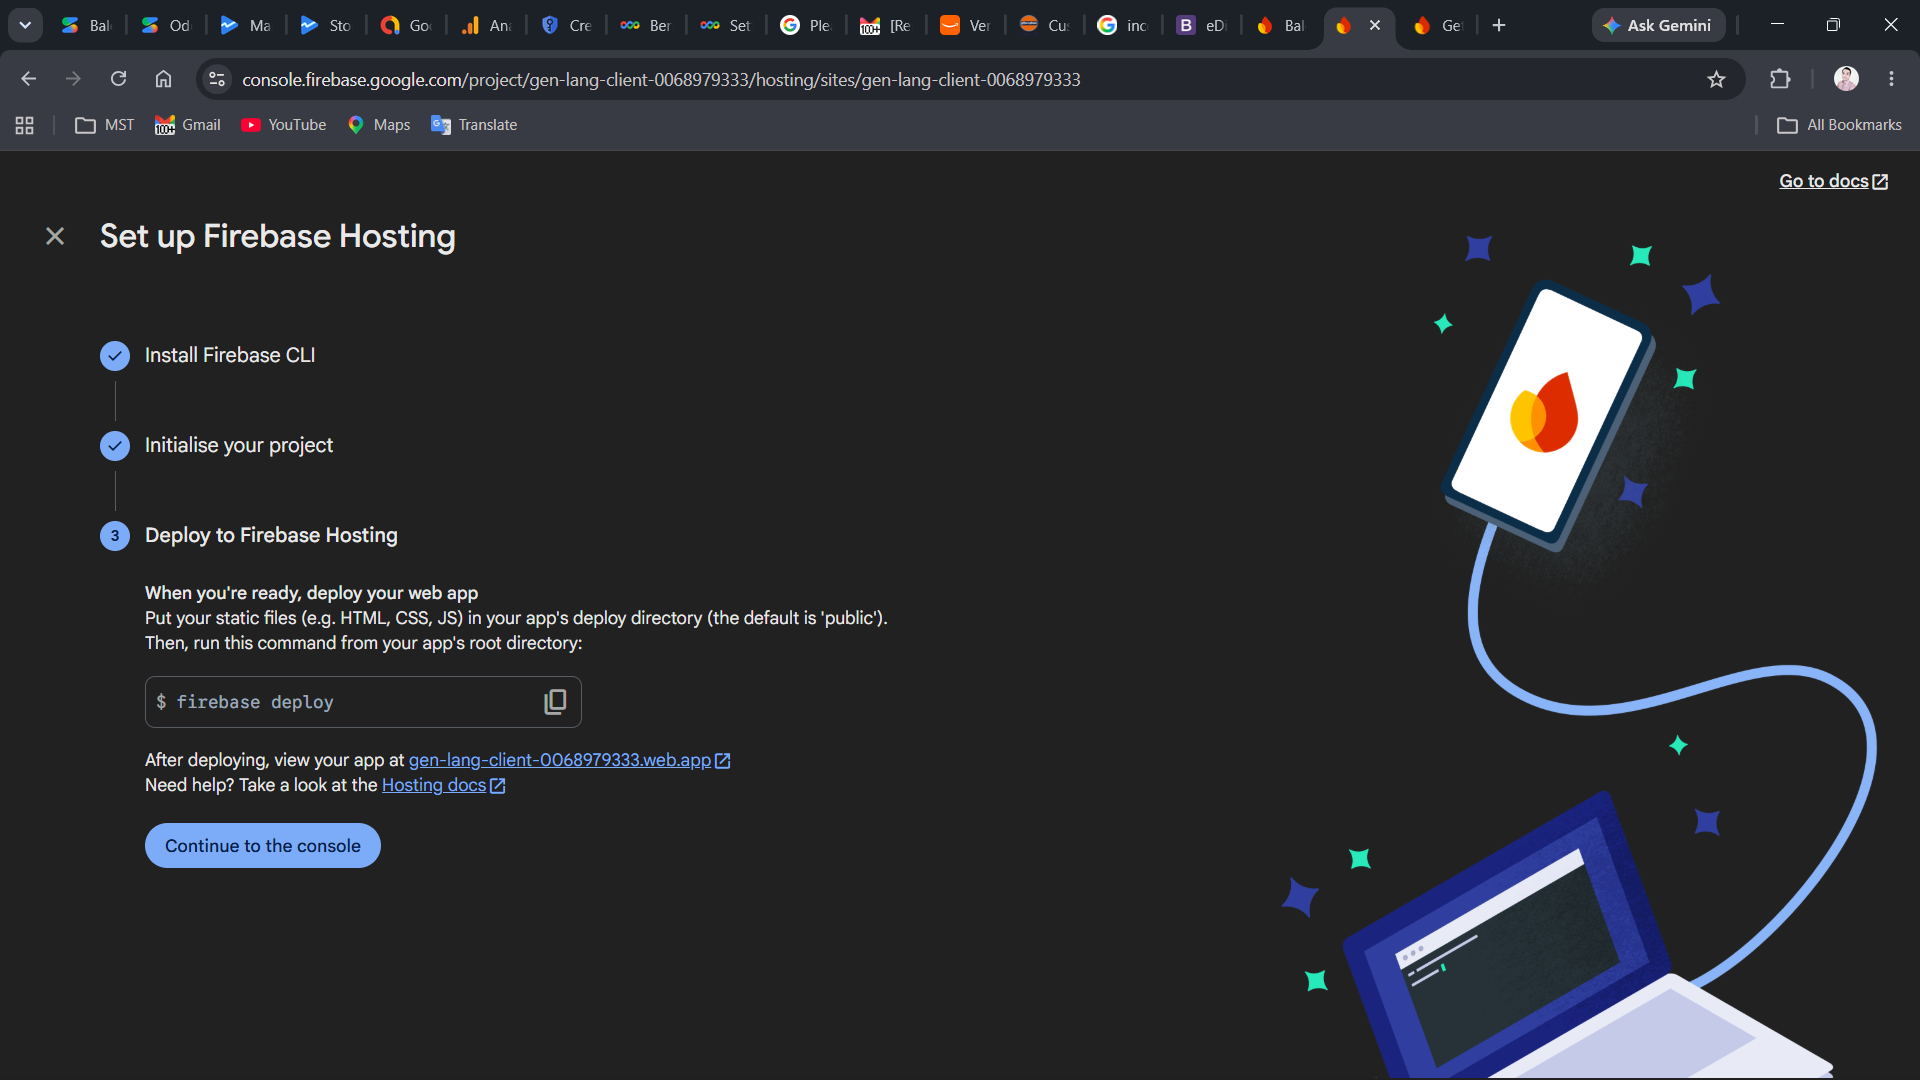 Bal
Od
Ma
Sto
Goo
Ana
Cre
Ber
Set
Ple
[Re
Ver
Cu
inc
eDi
Bal
Get
Ask Gemini
console.firebase.google.com/project/gen-lang-client-0068979333/hosting/sites/gen-lang-client-0068979333
MST
Gmail
YouTube
Maps
Translate
All Bookmarks
Go to docs
Set up Firebase Hosting
Install Firebase CLI
Initialise your project
3 Deploy to Firebase Hosting
When you're ready, deploy your web app
Put your static files (e.g. HTML, CSS, JS) in your app's deploy directory (the default is 'public').
Then, run this command from your app's root directory:
$ firebase deploy
After deploying, view your app at gen-lang-client-0068979333.web.app
Need help? Take a look at the Hosting docs
Continue to the console